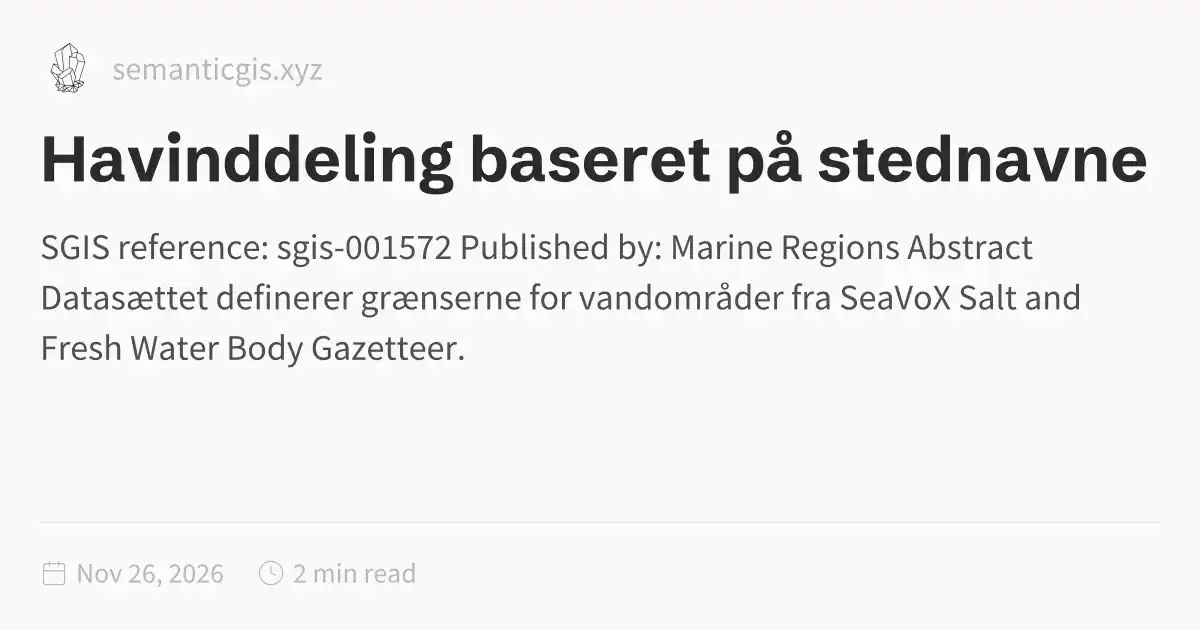 semanticgis.xyz
Havinddeling baseret på stednavne
SGIS reference: sgis-001572 Published by: Marine Regions Abstract
Datasættet definerer grænserne for vandområder fra SeaVoX Salt and
Fresh Water Body Gazetteer.
Nov 26, 2026 2 min read